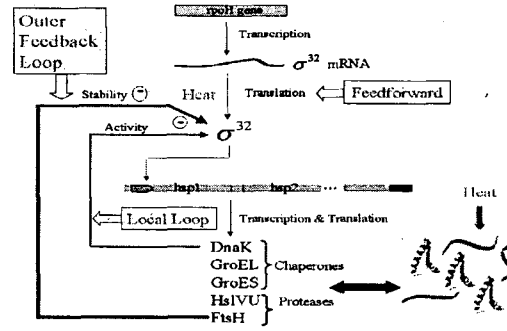 Outer
Feedback
Loop
rpoH gene
Transcription
σ³² mRNA
Heat
Translation
Feedforward
Stability ⊖
Activity ⊖
σ³²
hsp1 hsp2 ...
Heat
Local Loop
Transcription & Translation
DnaK
GroEL
GroES
Chaperones
HslVU
FtsH
Proteases